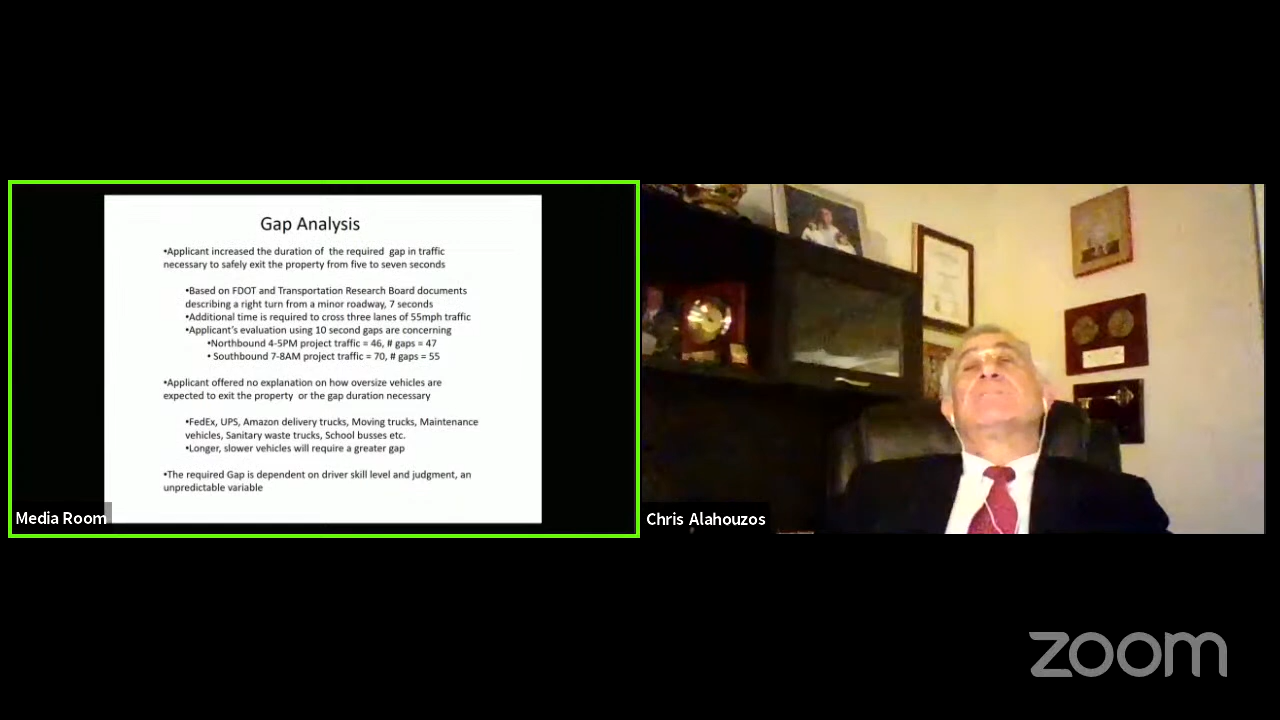 Gap Analysis
•Applicant increased the duration of the required gap in traffic
necessary to safely exit the property from five to seven seconds
•Based on FDOT and Transportation Research Board documents
describing a right turn from a minor roadway, 7 seconds
•Additional time is required to cross three lanes of 55mph traffic
•Applicant's evaluation using 10 second gaps are concerning
•Northbound 4-5PM project traffic = 46, # gaps = 47
• Southbound 7-8AM project traffic = 70, # gaps = 55
•Applicant offered no explanation on how oversize vehicles are
expected to exit the property or the gap duration necessary
•FedEx, UPS, Amazon delivery trucks, Moving trucks, Maintenance
vehicles, Sanitary waste trucks, School busses etc.
•Longer, slower vehicles will require a greater gap
•The required Gap is dependent on driver skill level and judgment, an
unpredictable variable
Media Room
Chris Alahouzos
zoom